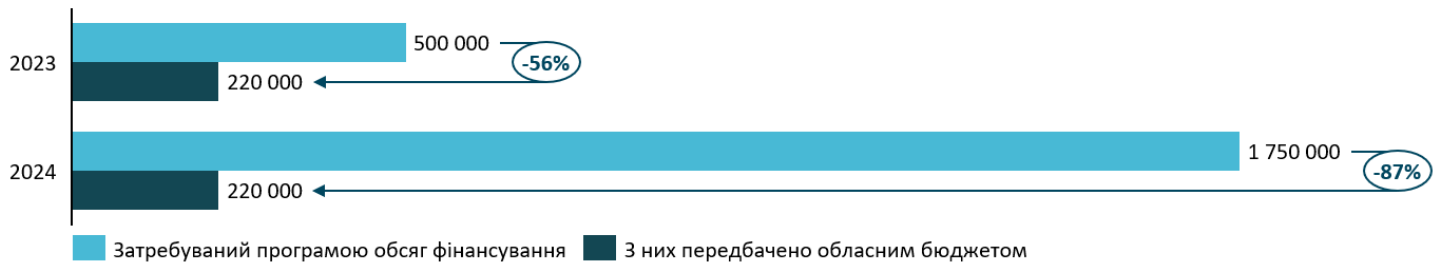 2023
500 000
-56%
220 000
2024
1 750 000
-87%
220 000
Затребуваний програмою обсяг фінансування
З них передбачено обласним бюджетом